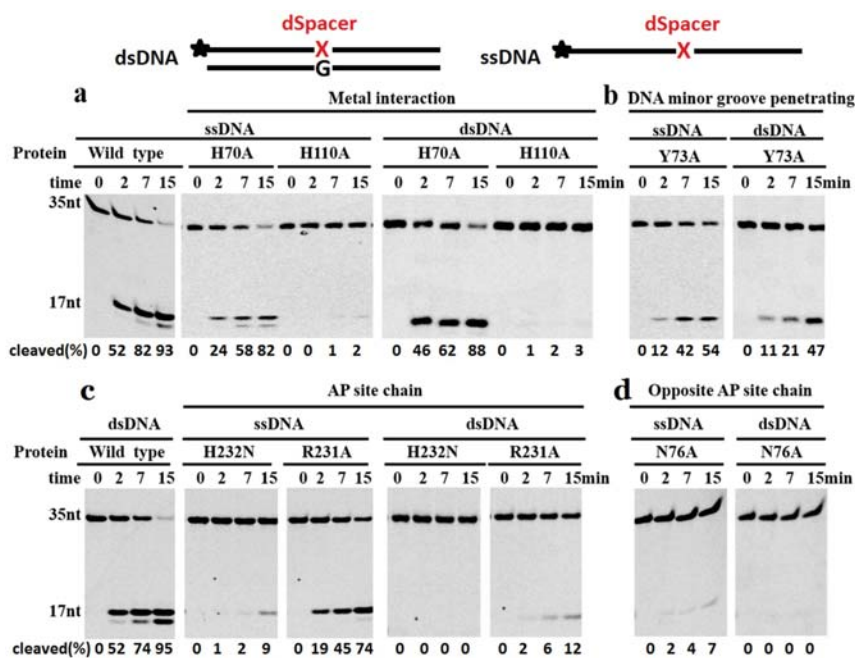 dSpacer dSpacer
dsDNA X ssDNA X
G
a Metal interaction b DNA minor groove penetrating
ssDNA dsDNA ssDNA dsDNA
Protein Wild type H70A H110A H70A H110A Y73A Y73A
time 0 2 7 15 0 2 7 15 0 2 7 15 0 2 7 15 0 2 7 15min 0 2 7 15 0 2 7 15min
35nt
17nt
cleaved(%) 0 52 82 93 0 24 58 82 0 0 1 2 0 46 62 88 0 1 2 3 0 12 42 54 0 11 21 47
c AP site chain d Opposite AP site chain
dsDNA ssDNA dsDNA ssDNA dsDNA
Protein Wild type H232N R231A H232N R231A N76A N76A
time 0 2 7 15 0 2 7 15 0 2 7 15 0 2 7 15 0 2 7 15min 0 2 7 15 0 2 7 15min
35nt
17nt
cleaved(%) 0 52 74 95 0 1 2 9 0 19 45 74 0 0 0 0 0 2 6 12 0 2 4 7 0 0 0 0